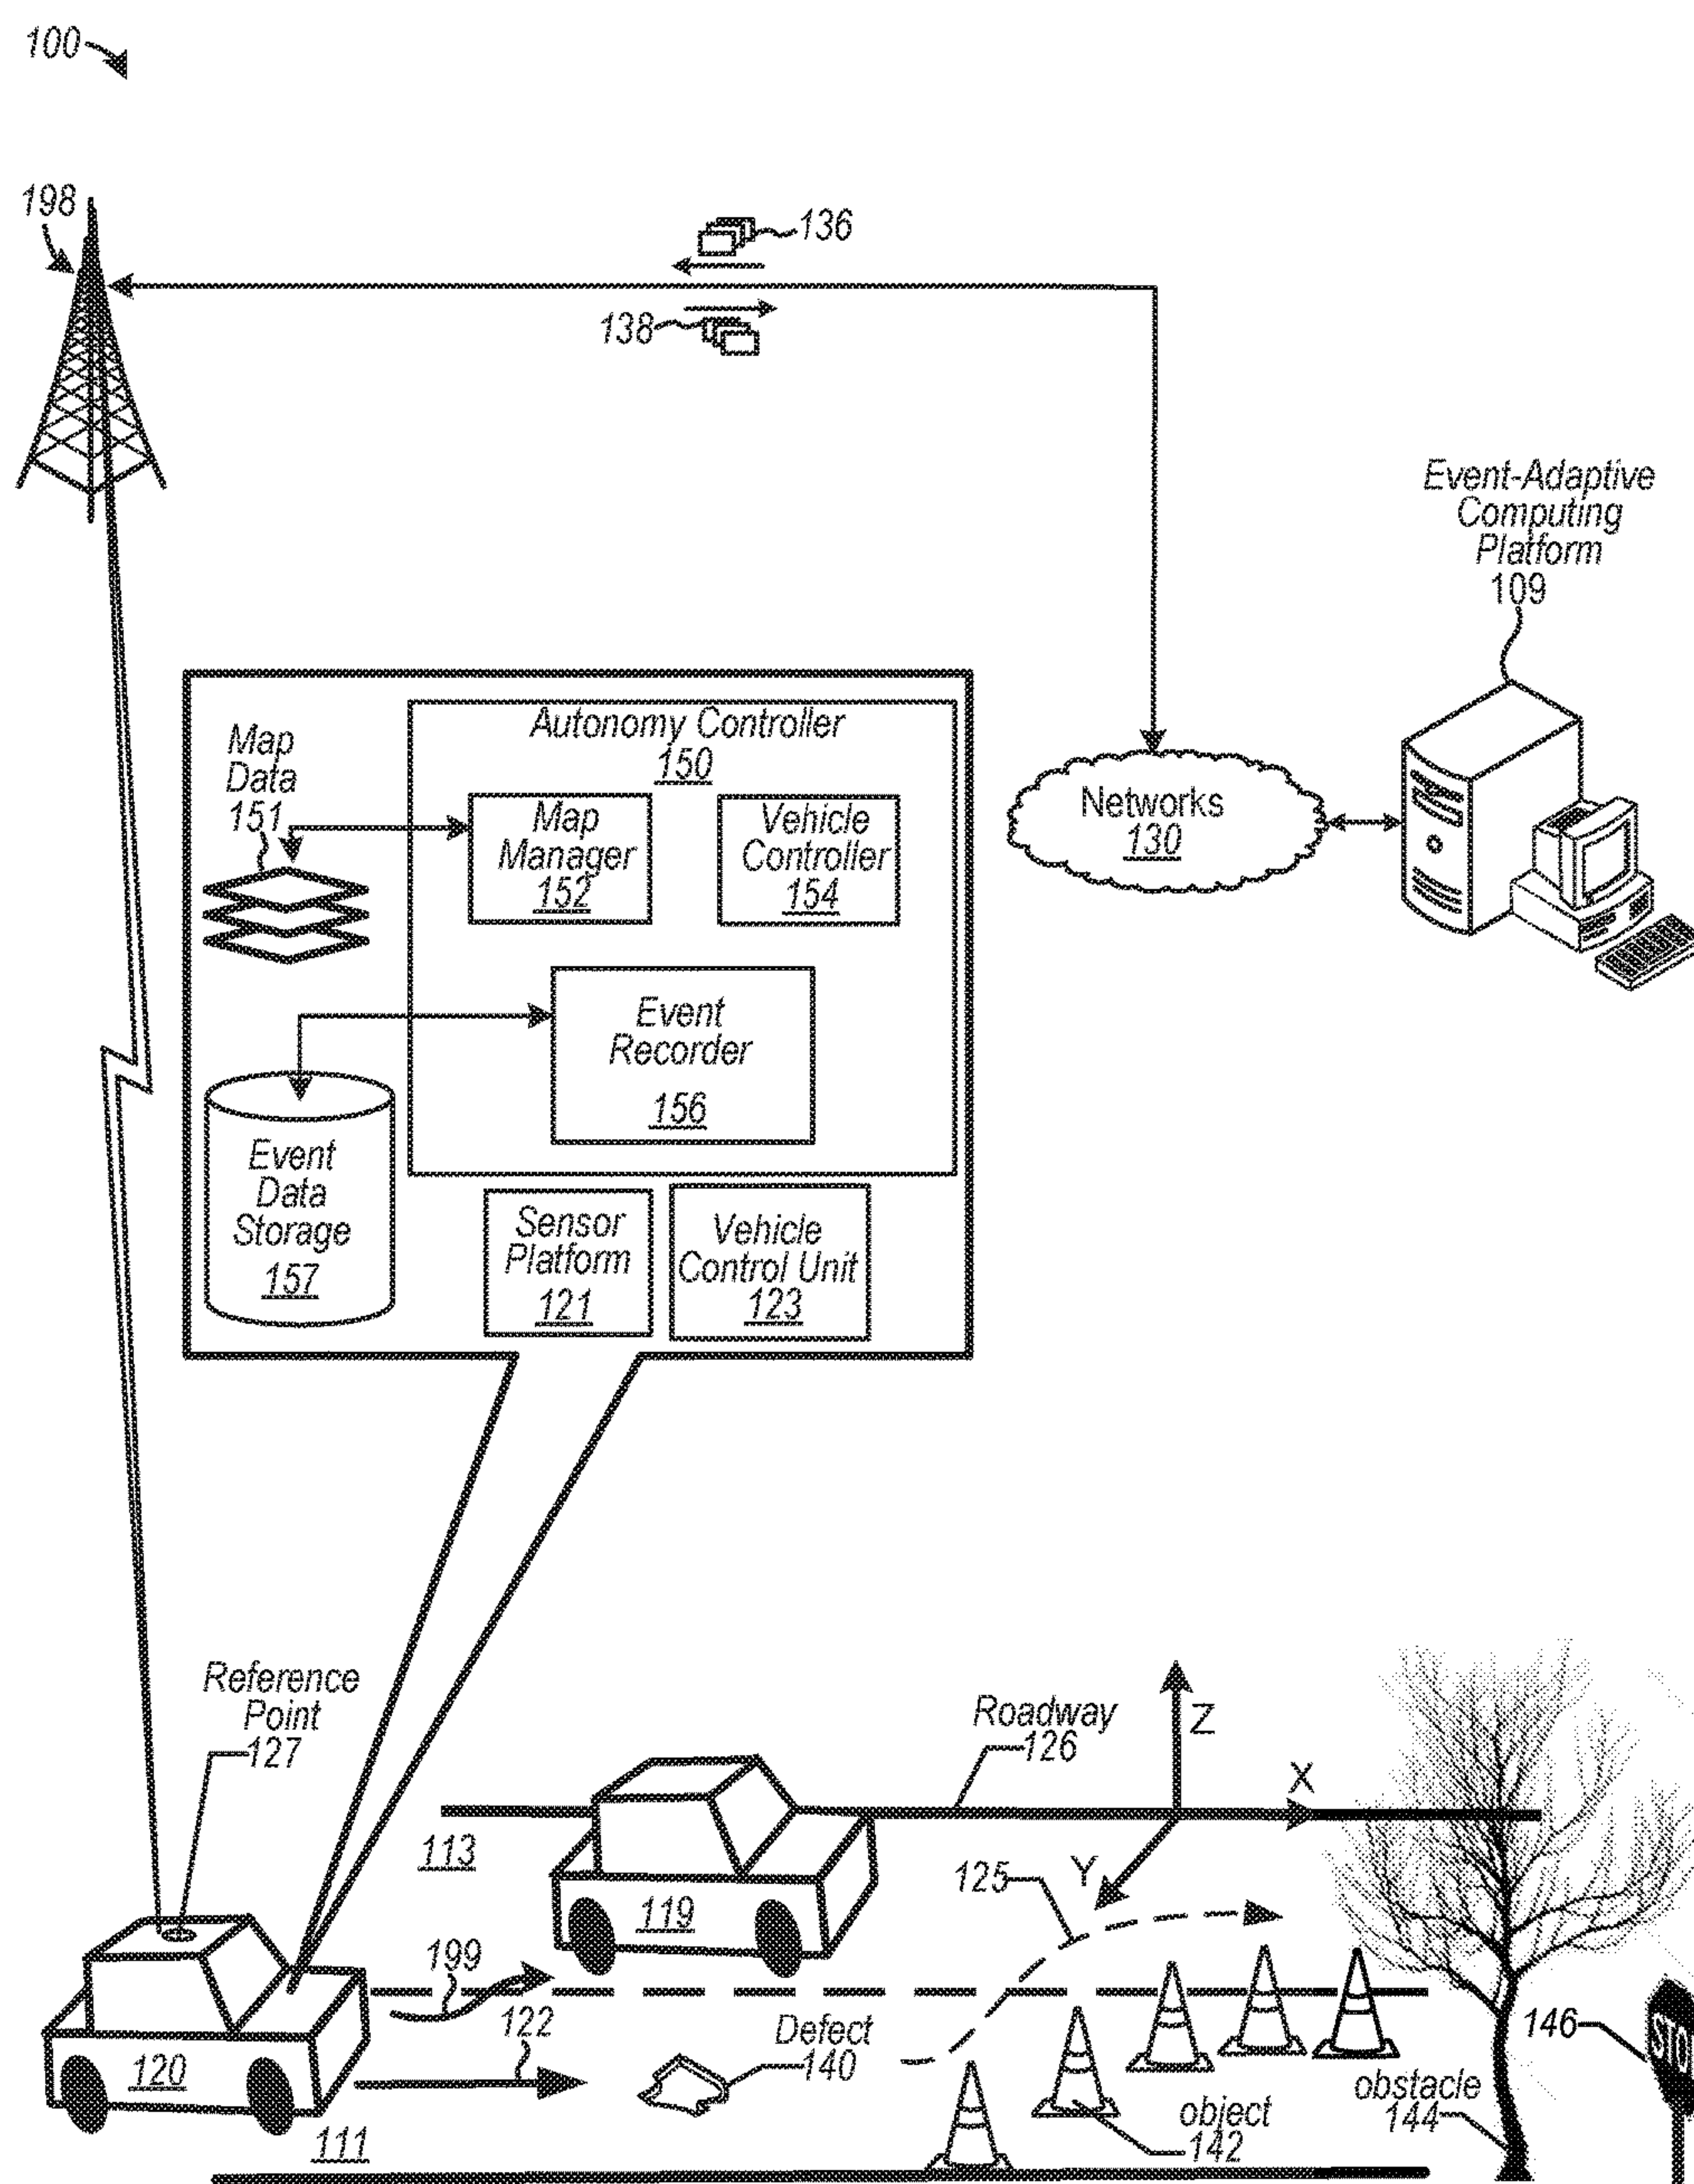 100
198
136
138
Event-Adaptive
Computing
Platform
109
Autonomy Controller
150
Map
Data
151
Map
Manager
152
Vehicle
Controller
154
Networks
130
Event
Recorder
156
Event
Data
Storage
157
Sensor
Platform
121
Vehicle
Control Unit
123
Reference
Point
127
Roadway
126
Z
X
Y
113
125
119
199
122
120
Defect
140
146
STO
obstacle
144
object
142
111